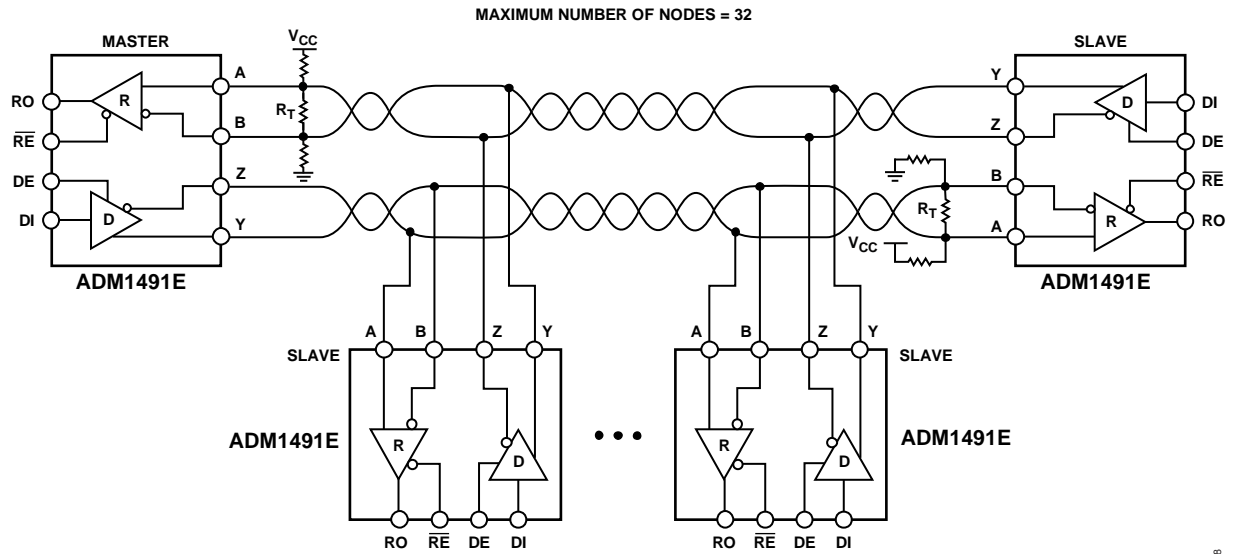 MAXIMUM NUMBER OF NODES = 32
MASTER
VCC
SLAVE
A
Y
RO
R
D
DI
RT
RE
B
Z
DE
DE
Z
B
RE
DI
D
RT
R
RO
Y
VCC
A
ADM1491E
ADM1491E
A B Z Y
A B Z Y
SLAVE
SLAVE
ADM1491E
ADM1491E
R
D
R
D
RO RE DE DI
RO RE DE DI